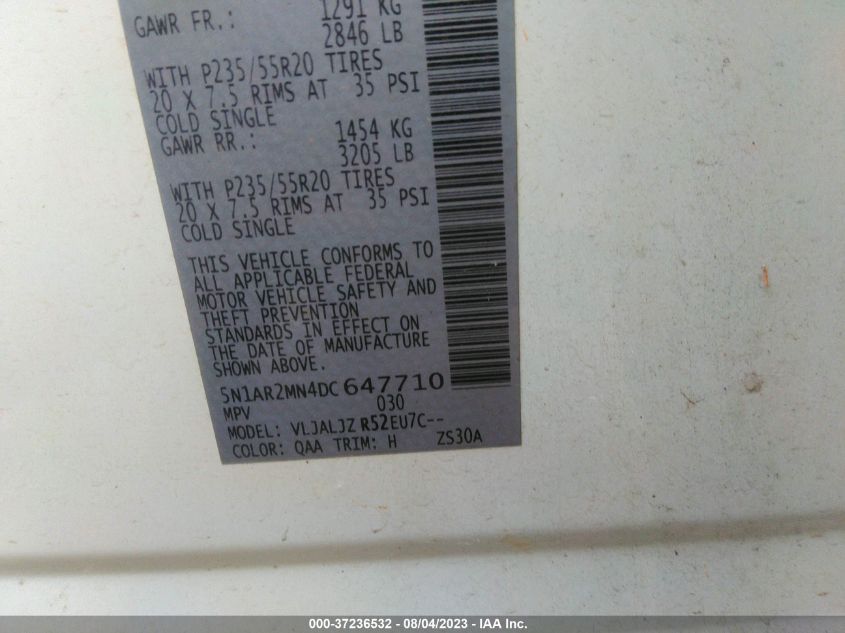 GAWR FR.: 1291 KG
2846 LB
WITH P235/55R20 TIRES
20 X 7.5 RIMS AT 35 PSI
COLD SINGLE
GAWR RR.: 1454 KG
3205 LB
WITH P235/55R20 TIRES
20 X 7.5 RIMS AT 35 PSI
COLD SINGLE
THIS VEHICLE CONFORMS TO
ALL APPLICABLE FEDERAL
MOTOR VEHICLE SAFETY AND
THEFT PREVENTION
STANDARDS IN EFFECT ON
THE DATE OF MANUFACTURE
SHOWN ABOVE.
5N1AR2MN4DC647710
MPV 030
MODEL: VLJALJZ R52EU7C--
COLOR: QAA TRIM: H ZS30A
000-37236532 - 08/04/2023 - IAA Inc.